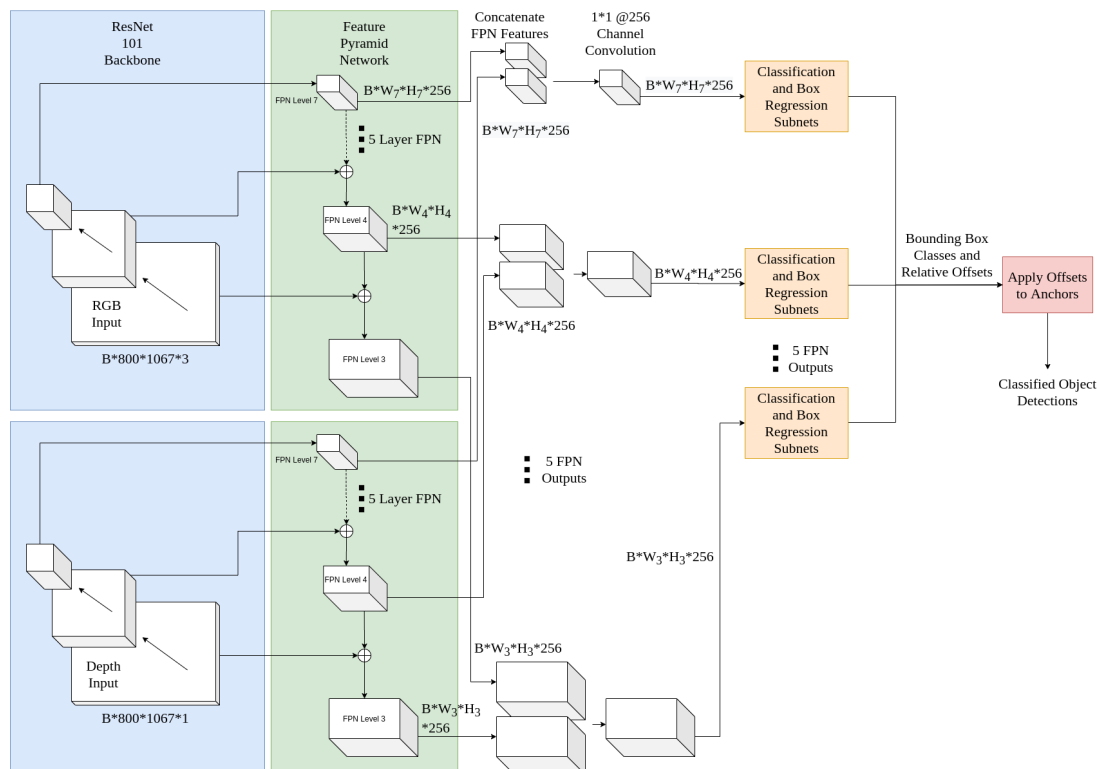 ResNet
101
Backbone
Feature
Pyramid
Network
Concatenate
FPN Features
1*1 @256
Channel
Convolution
FPN Level 7
B*W7*H7*256
5 Layer FPN
B*W7*H7*256
B*W7*H7*256
Classification
and Box
Regression
Subnets
FPN Level 4
B*W4*H4
*256
B*W4*H4*256
B*W4*H4*256
Classification
and Box
Regression
Subnets
Bounding Box
Classes and
Relative Offsets
Apply Offsets
to Anchors
RGB
Input
B*800*1067*3
FPN Level 3
5 FPN
Outputs
Classification
and Box
Regression
Subnets
Classified Object
Detections
FPN Level 7
5 Layer FPN
5 FPN
Outputs
FPN Level 4
B*W3*H3*256
Depth
Input
B*800*1067*1
FPN Level 3
B*W3*H3
*256
B*W3*H3*256